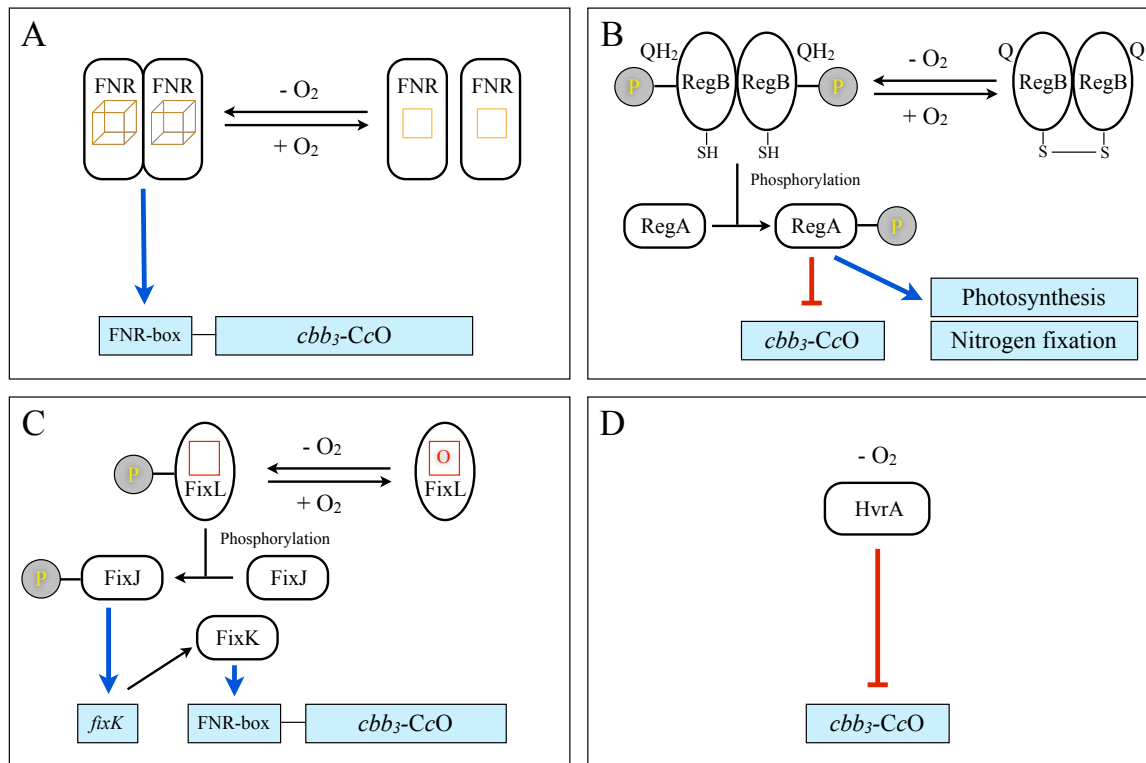 A
FNR
FNR
- O₂
+ O₂
FNR
FNR
FNR-box
cbb₃-CcO
B
QH₂
QH₂
P
RegB
RegB
P
- O₂
+ O₂
Q
Q
RegB
RegB
SH
SH
S
S
Phosphorylation
RegA
RegA
P
Photosynthesis
cbb₃-CcO
Nitrogen fixation
C
P
FixL
- O₂
+ O₂
O
FixL
Phosphorylation
P
FixJ
FixJ
FixK
fixK
FNR-box
cbb₃-CcO
D
- O₂
HvrA
cbb₃-CcO